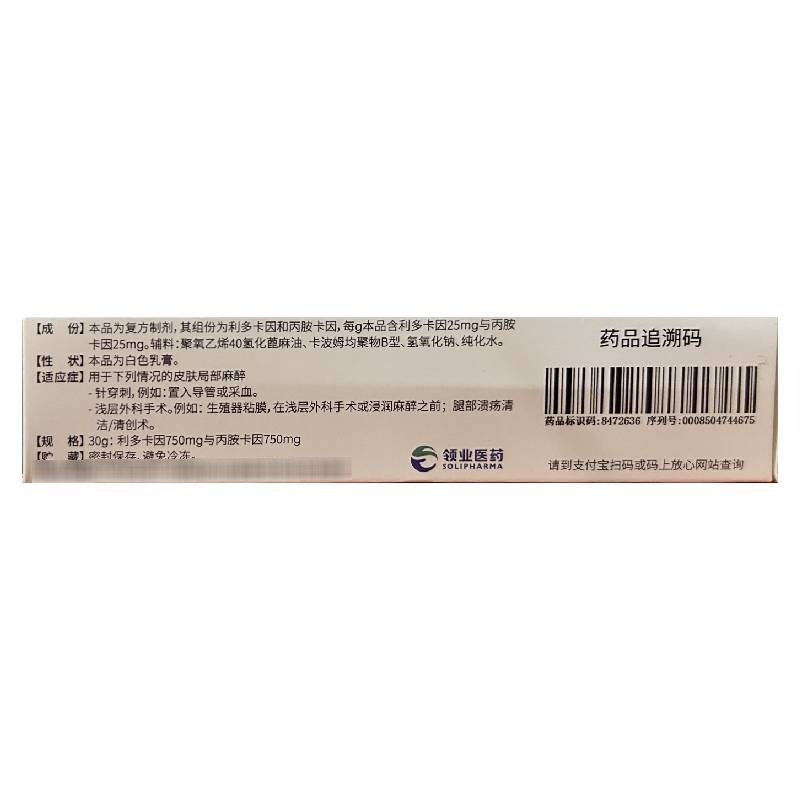 【成 份】本品为复方制剂，其组份为利多卡因和丙胺卡因，每g本品含利多卡因25mg与丙胺
卡因25mg。辅料：聚氧乙烯40氢化蓖麻油、卡波姆均聚物B型、氢氧化钠、纯化水。
【性 状】本品为白色乳膏。
【适应症】用于下列情况的皮肤局部麻醉
- 针穿刺，例如：置入导管或采血。
- 浅层外科手术。例如：生殖器粘膜，在浅层外科手术或浸润麻醉之前；腿部溃疡清
洁/清创术。
【规 格】30g：利多卡因750mg与丙胺卡因750mg
【贮 藏】密封保存，避免冷冻。
领业医药
SOLIPHARMA
药品追溯码
药品标识码：8472636 序列号：0008504744675
请到支付宝扫码或码上放心网站查询